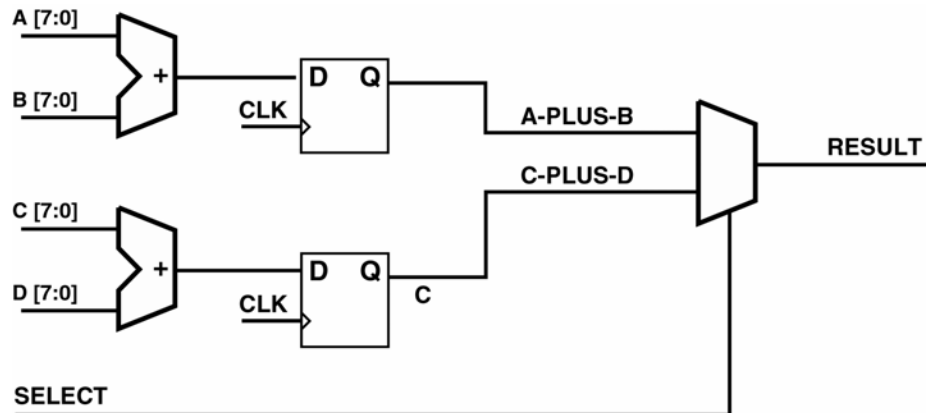 A [7:0]
+
D Q
B [7:0]
CLK
A-PLUS-B
RESULT
C-PLUS-D
C [7:0]
+
D Q
C
D [7:0]
CLK
SELECT